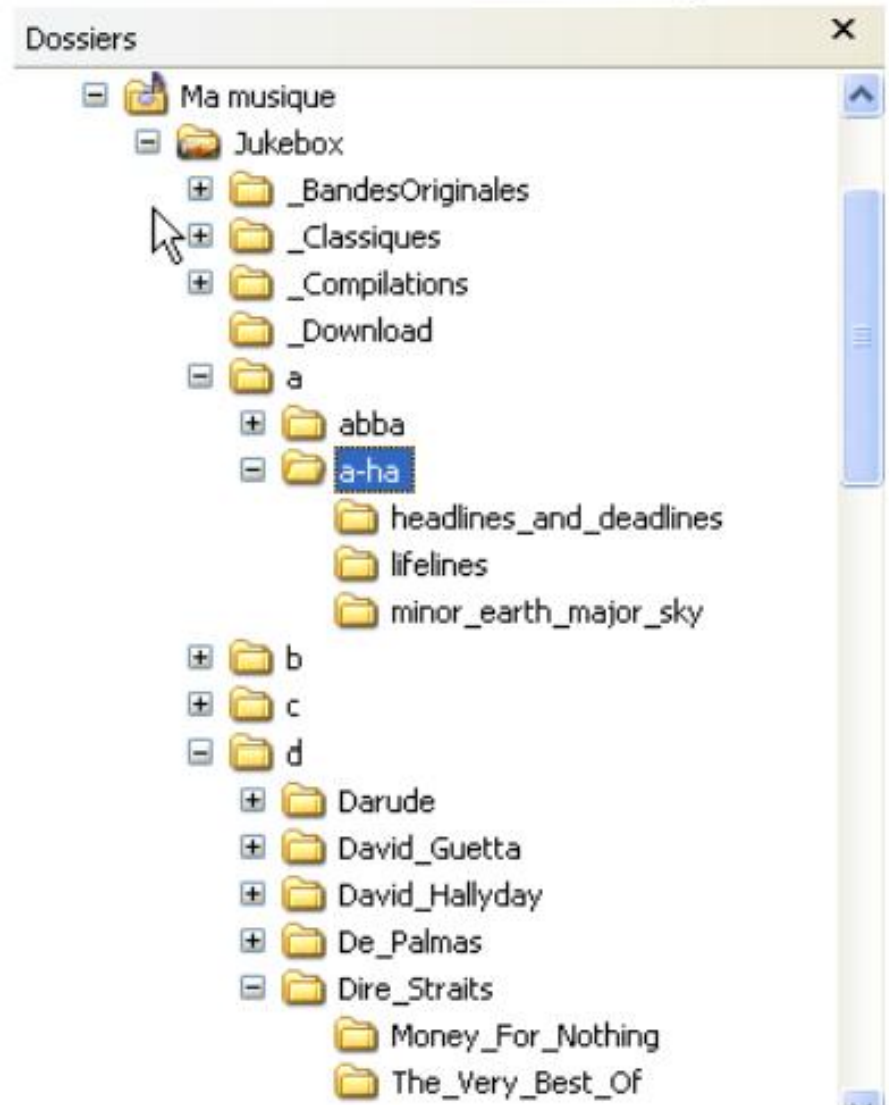 Dossiers
Ma musique
Jukebox
_BandesOriginales
_Classiques
_Compilations
_Download
a
abba
a-ha
headlines_and_deadlines
lifelines
minor_earth_major_sky
b
c
d
Darude
David_Guetta
David_Hallyday
De_Palmas
Dire_Straits
Money_For_Nothing
The_Very_Best_Of